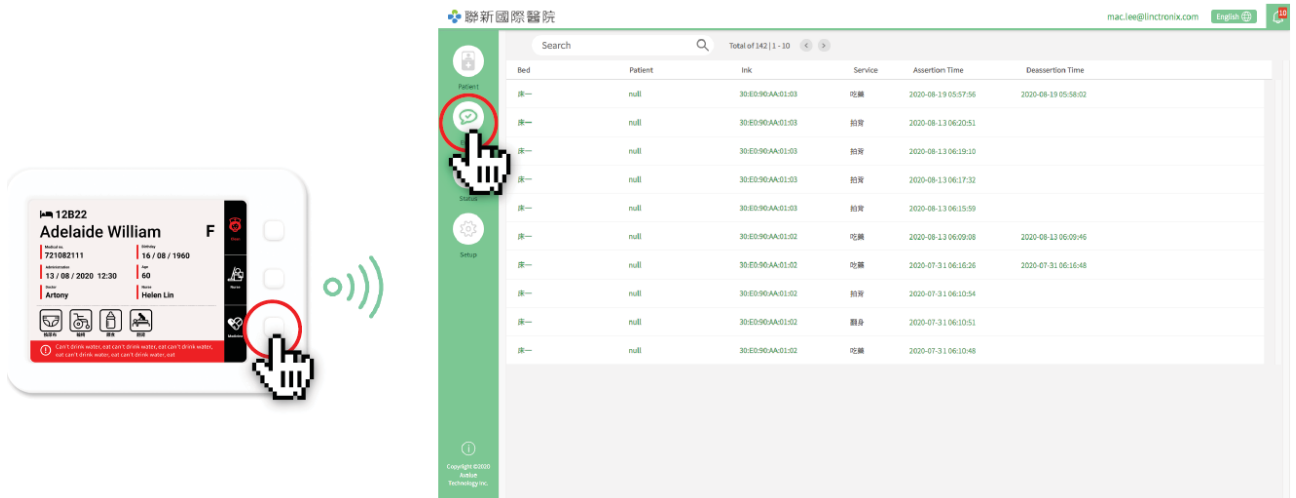 12B22
Adelaide William F
Medical no.
721082111
Birthday
16 / 08 / 1960
13 / 08 / 2020 12:30
Age
60
Doctor
Artony
Nurse
Helen Lin
Clean
Nurse
Medicine
Can't drink water, eat can't drink water, eat can't drink water,
eat can't drink water, eat can't drink water, eat
聯新國際醫院
mac.lee@linctronix.com English 10
Search Total of 142 | 1 - 10 < >
Patient
Status
Setup
Bed Patient Ink Service Assertion Time Deassertion Time
床一 null 30:E0:90:AA:01:03 吃藥 2020-08-19 05:57:56 2020-08-19 05:58:02
床一 null 30:E0:90:AA:01:03 拍背 2020-08-13 06:20:51
床一 null 30:E0:90:AA:01:03 拍背 2020-08-13 06:19:10
床一 null 30:E0:90:AA:01:03 拍背 2020-08-13 06:17:32
床一 null 30:E0:90:AA:01:03 拍背 2020-08-13 06:15:59
床一 null 30:E0:90:AA:01:02 吃藥 2020-08-13 06:09:08 2020-08-13 06:09:46
床一 null 30:E0:90:AA:01:02 吃藥 2020-07-31 06:16:26 2020-07-31 06:16:48
床一 null 30:E0:90:AA:01:02 拍背 2020-07-31 06:10:54
床一 null 30:E0:90:AA:01:02 翻身 2020-07-31 06:10:51
床一 null 30:E0:90:AA:01:02 吃藥 2020-07-31 06:10:48
Copyright ©2020
Technology Inc.